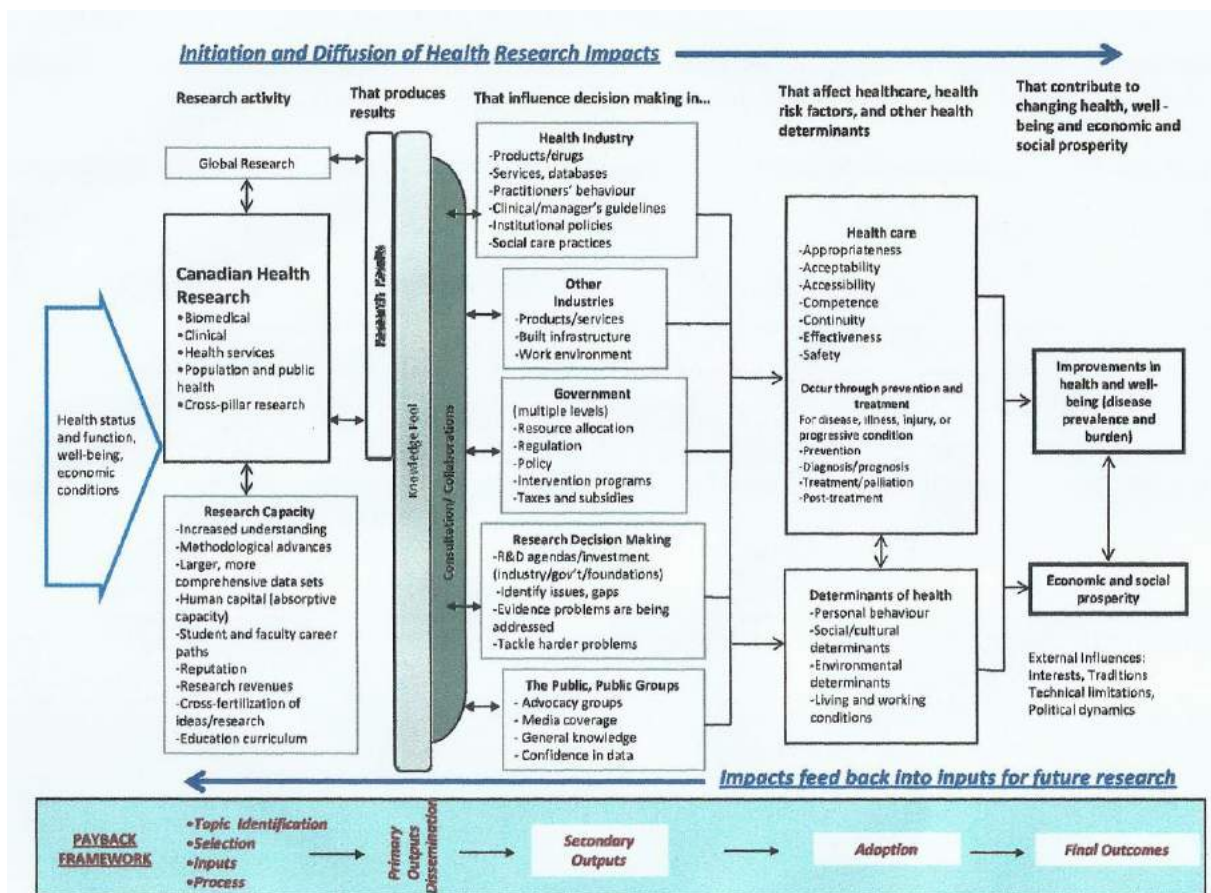 Initiation and Diffusion of Health Research Impacts
Research activity
That produces
results
That influence decision making in...
That affect healthcare, health
risk factors, and other health
determinants
That contribute to
changing health, well -
being and economic and
social prosperity
Health status
and function,
well-being,
economic
conditions
Global Research
Canadian Health
Research
•Biomedical
•Clinical
•Health services
•Population and public
health
•Cross-pillar research
Research Capacity
-Increased understanding
-Methodological advances
-Larger, more
comprehensive data sets
-Human capital (absorptive
capacity)
-Student and faculty career
paths
-Reputation
-Research revenues
-Cross-fertilization of
ideas/research
-Education curriculum
Research Results
Knowledge Pool
Consultation/ Collaborations
Health Industry
-Products/drugs
-Services, databases
-Practitioners' behaviour
-Clinical/manager's guidelines
-Institutional policies
-Social care practices
Other
Industries
-Products/services
-Built infrastructure
-Work environment
Government
(multiple levels)
-Resource allocation
-Regulation
-Policy
-Intervention programs
-Taxes and subsidies
Research Decision Making
-R&D agendas/investment
(industry/gov't/foundations)
-Identify issues, gaps
-Evidence problems are being
addressed
-Tackle harder problems
The Public, Public Groups
- Advocacy groups
- Media coverage
- General knowledge
- Confidence in data
Health care
-Appropriateness
-Acceptability
-Accessibility
-Competence
-Continuity
-Effectiveness
-Safety
Occur through prevention and
treatment
For disease, illness, injury, or
progressive condition
-Prevention
-Diagnosis/prognosis
-Treatment/palliation
-Post-treatment
Determinants of health
- Personal behaviour
- Social/cultural
determinants
- Environmental
determinants
- Living and working
conditions
Improvements in
health and well-
being (disease
prevalence and
burden)
Economic and social
prosperity
External Influences:
Interests, Traditions
Technical limitations,
Political dynamics
Impacts feed back into inputs for future research
PAYBACK
FRAMEWORK
•Topic Identification
•Selection
•Inputs
•Process
Primary
Outputs
Dissemination
Secondary
Outputs
Adoption
Final Outcomes